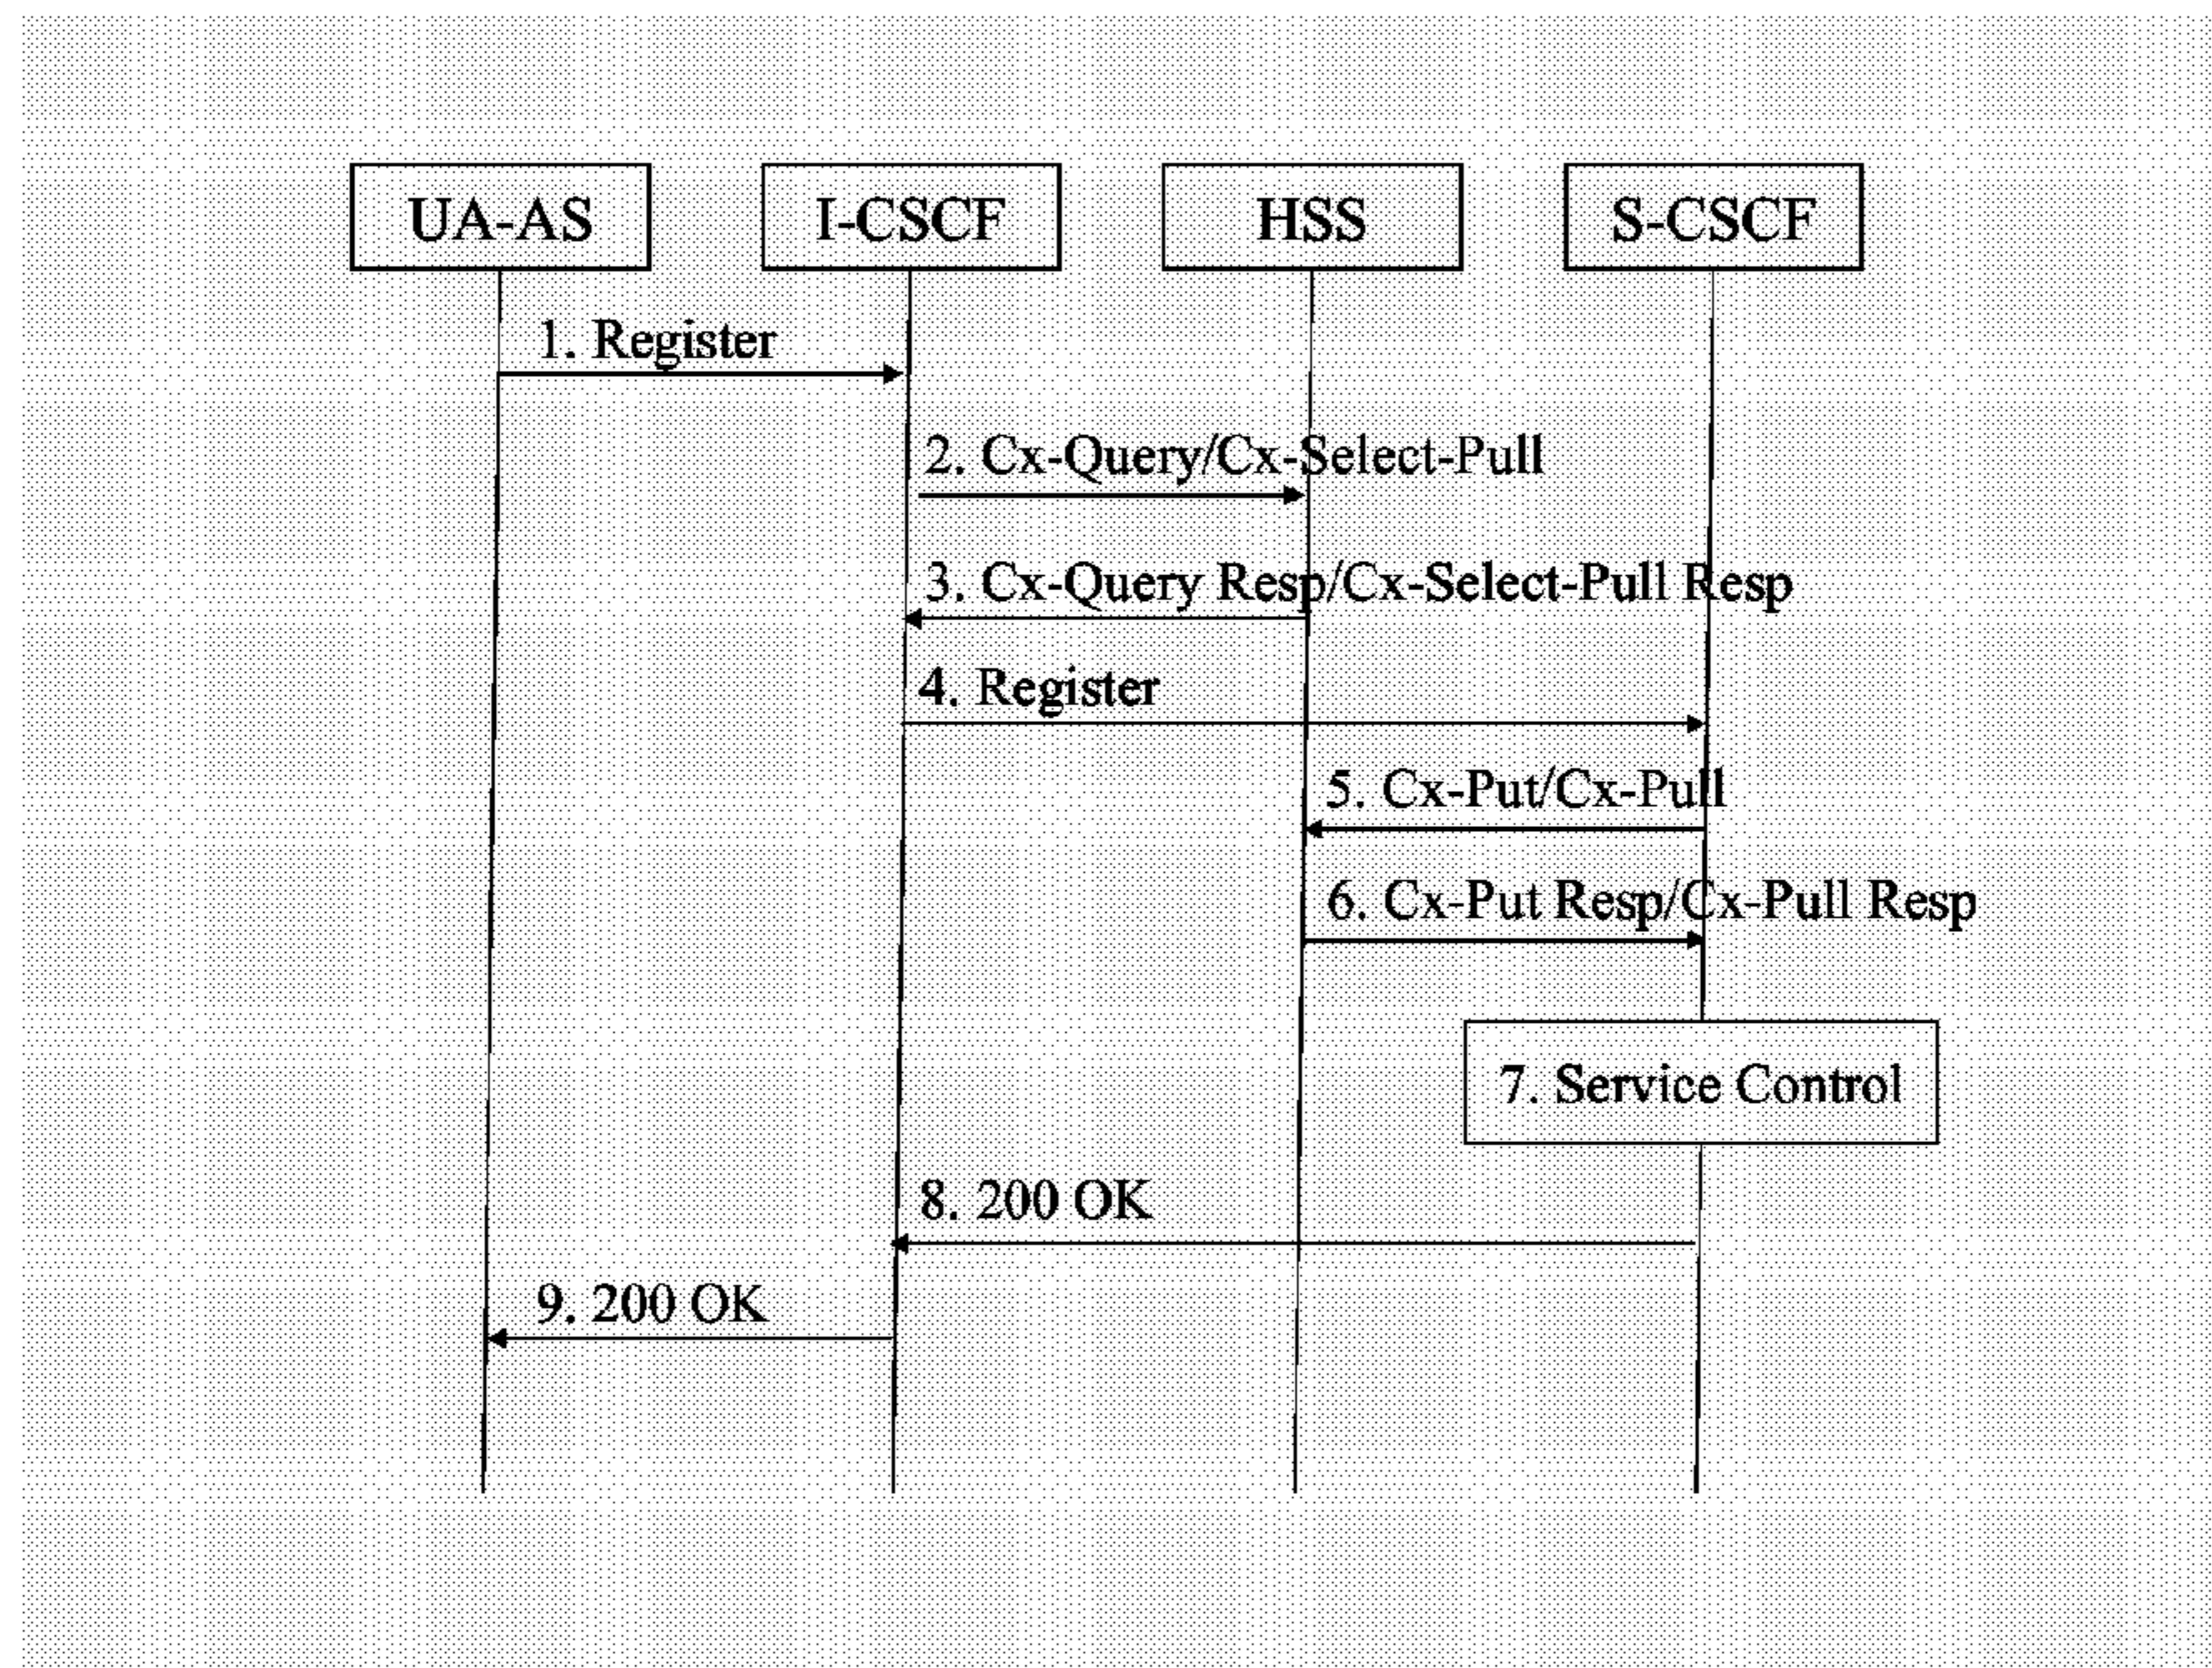 UA-AS
I-CSCF
HSS
S-CSCF
1. Register
2. Cx-Query/Cx-Select-Pull
3. Cx-Query Resp/Cx-Select-Pull Resp
4. Register
5. Cx-Put/Cx-Pull
6. Cx-Put Resp/Cx-Pull Resp
7. Service Control
8. 200 OK
9. 200 OK